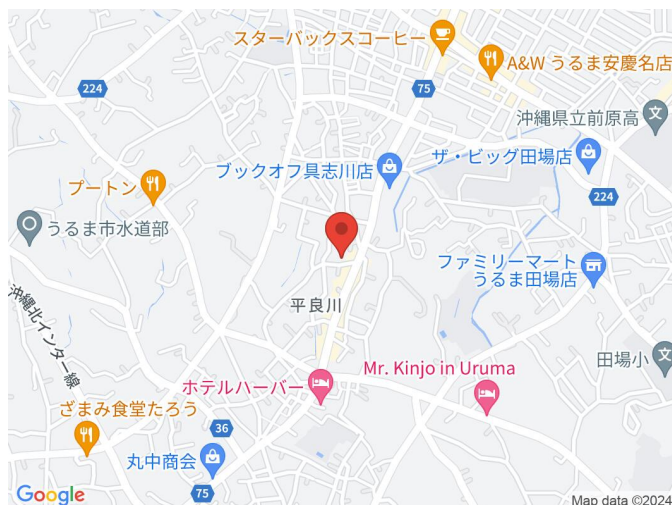 スターバックスコーヒー
A&W うるま安慶名店
224
75
沖縄県立前原高
ブックオフ具志川店
ザ・ビッグ田場店
プートン
224
うるま市水道部
ファミリーマート
うるま田場店
沖縄北インター線
平良川
田場小
Mr. Kinjo in Uruma
ホテルハーバー
ざまみ食堂たろう
36
丸中商会
75
Google
Map data ©2024